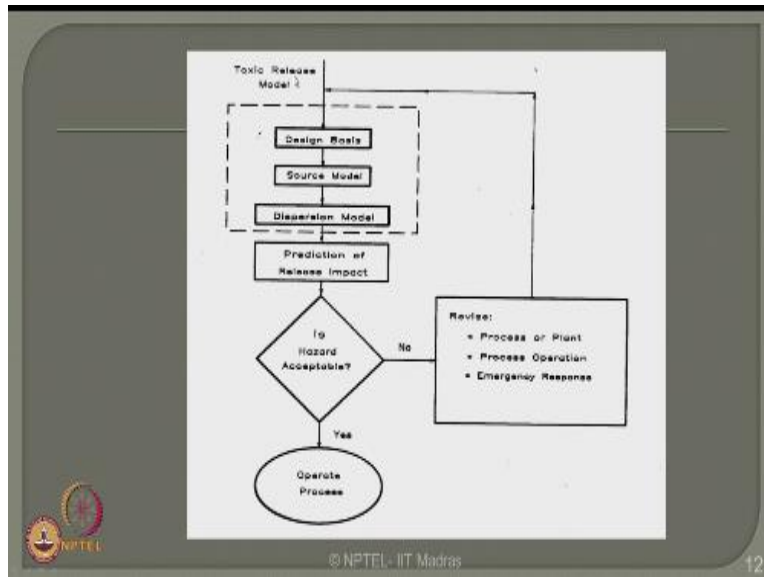 Toxic Release
Model
Design Basis
Source Model
Dispersion Model
Prediction of
Release Impact
Is
Hazard
Acceptable?
No
Revise:
• Process or Plant
• Process Operation
• Emergency Response
Yes
Operate
Process
NPTEL
© NPTEL- IIT Madras
12